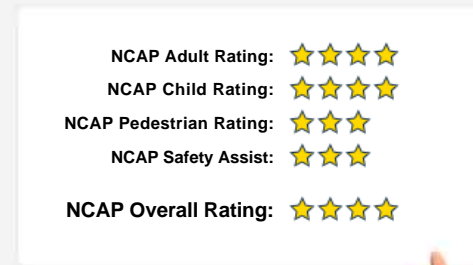 NCAP Adult Rating:
NCAP Child Rating:
NCAP Pedestrian Rating:
NCAP Safety Assist:
NCAP Overall Rating: